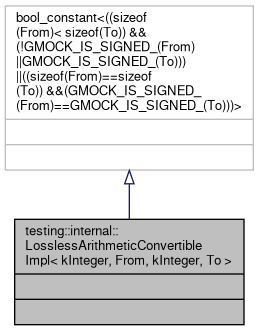 bool_constant<((sizeof
(From)< sizeof(To)) &&
(!GMOCK_IS_SIGNED_(From)
||GMOCK_IS_SIGNED_(To)))
||((sizeof(From)==sizeof
(To)) &&(GMOCK_IS_SIGNED_
(From)==GMOCK_IS_SIGNED_(To)))>
testing::internal::
LosslessArithmeticConvertible
Impl< kInteger, From, kInteger, To >